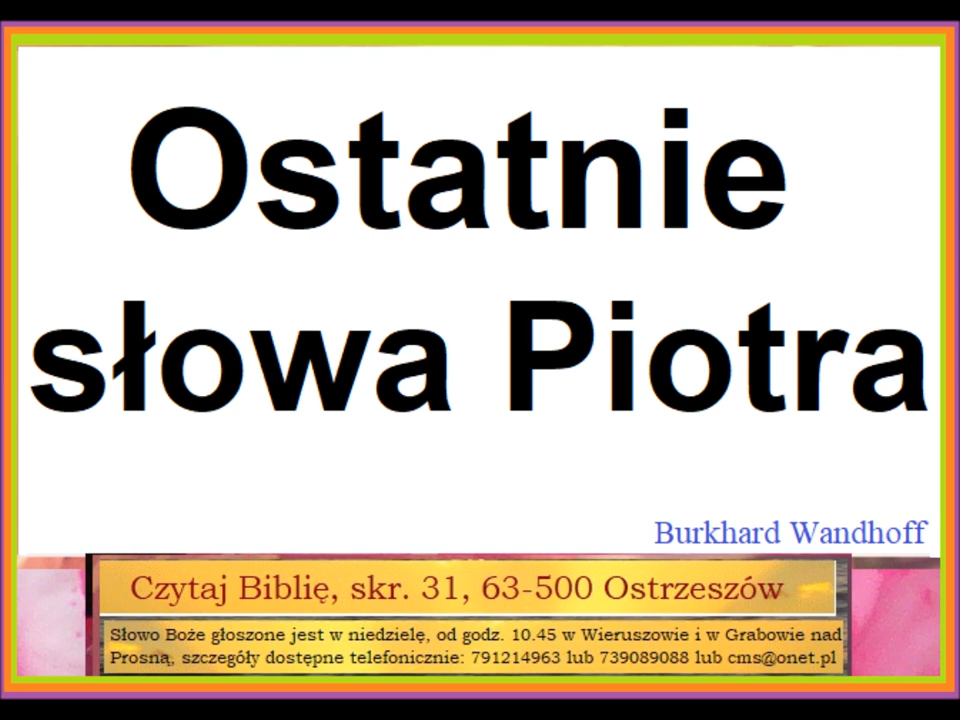 Ostatnie
słowa Piotra
Burkhard Wandhoff
Czytaj Biblię, skr. 31, 63-500 Ostrzeszów
Słowo Boże głoszone jest w niedzielę, od godz. 10.45 w Wieruszowie i w Grabowie nad
Prosną, szczegóły dostępne telefonicznie: 791214963 lub 739089088 lub cms@onet.pl